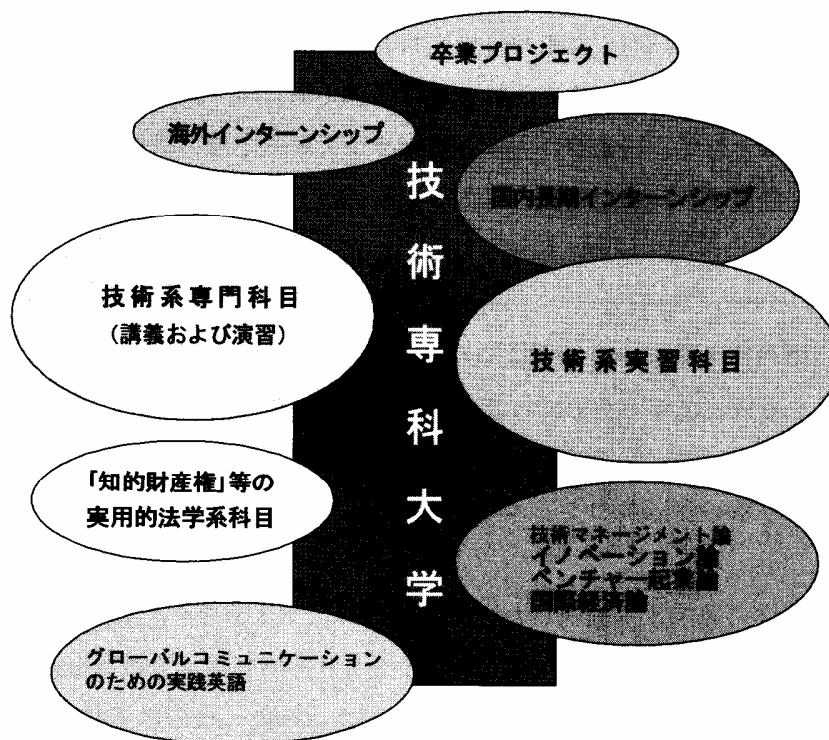 卒業プロジェクト
海外インターンシップ
国内長期インターンシップ
技術専科大学
技術系専門科目
(講義および演習)
技術系実習科目
「知的財産権」等の
実用的法学系科目
技術マネージメント論
イノベーション論
ベンチャー起業論
国際経済論
グローバルコミュニケーション
のための実践英語